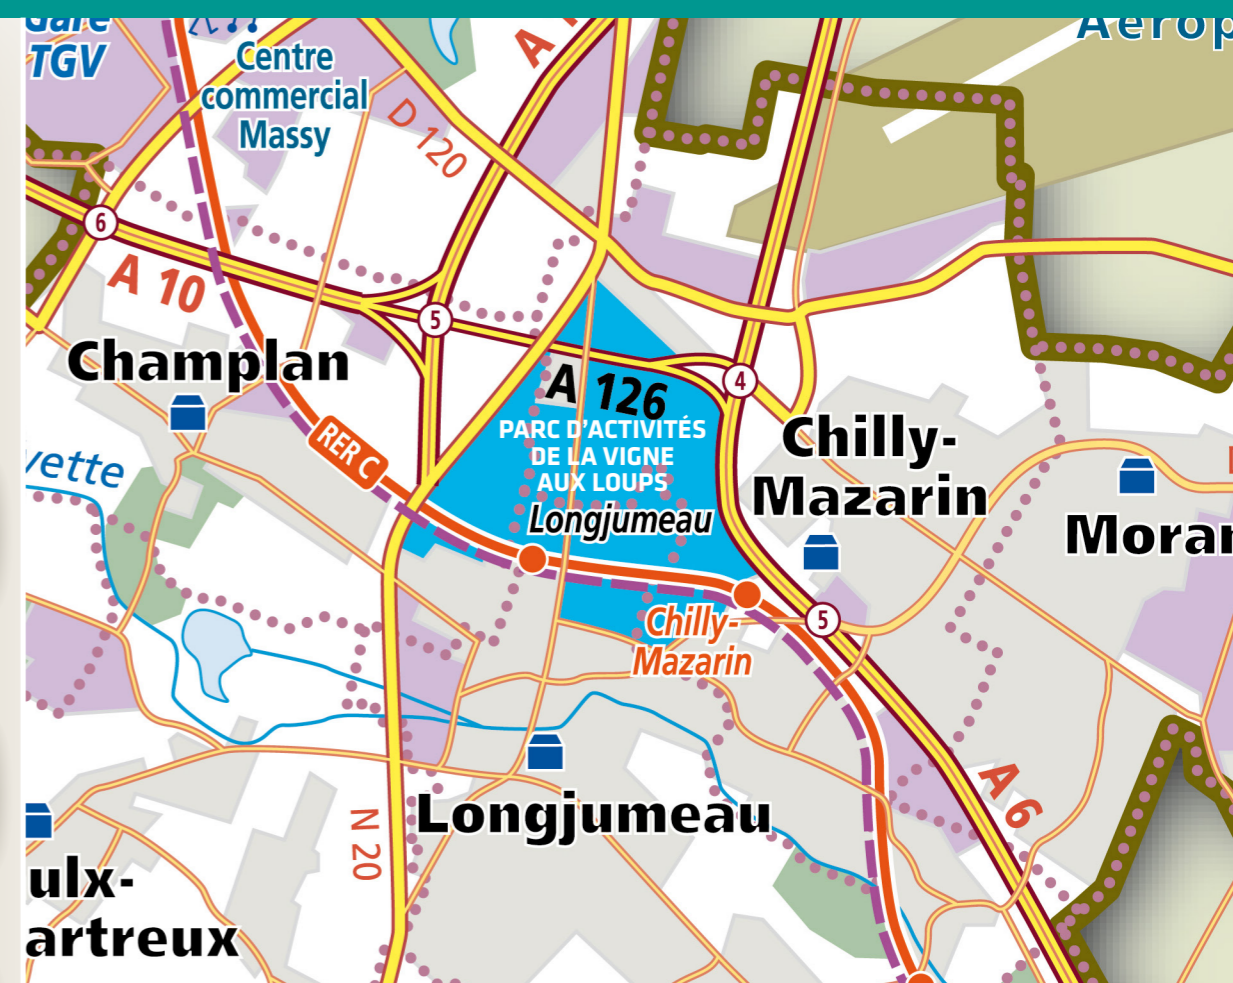 Gare
TGV
Centre
commercial
Massy
A
D 120
Aérop
6
A 10
5
4
Champlan
A 126
PARC D'ACTIVITÉS
DE LA VIGNE
AUX LOUPS
Longjumeau
RER C
Chilly-
Mazarin
Moran
vette
Chilly-
Mazarin
5
A 6
N 20
Longjumeau
ulx-
artreux